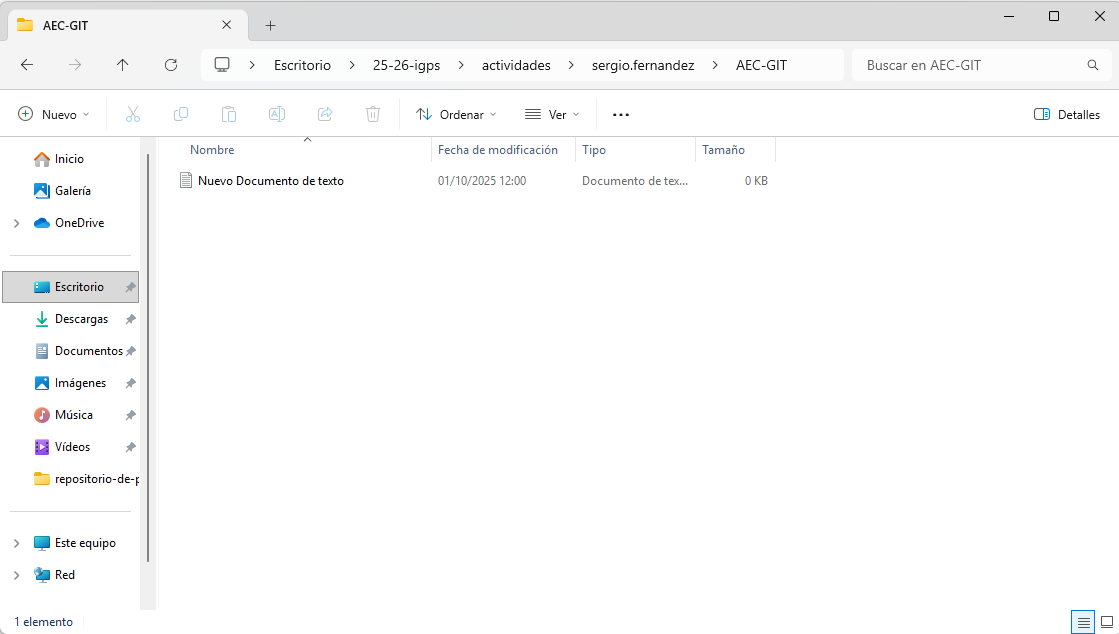 AEC-GIT
Escritorio > 25-26-igps > actividades > sergio.fernandez > AEC-GIT
Buscar en AEC-GIT
Nuevo
Ordenar
Ver
Detalles
Inicio
Galería
OneDrive
Escritorio
Descargas
Documentos
Imágenes
Música
Vídeos
repositorio-de-p
Este equipo
Red
Nombre Fecha de modificación Tipo Tamaño
Nuevo Documento de texto 01/10/2025 12:00 Documento de tex... 0 KB
1 elemento